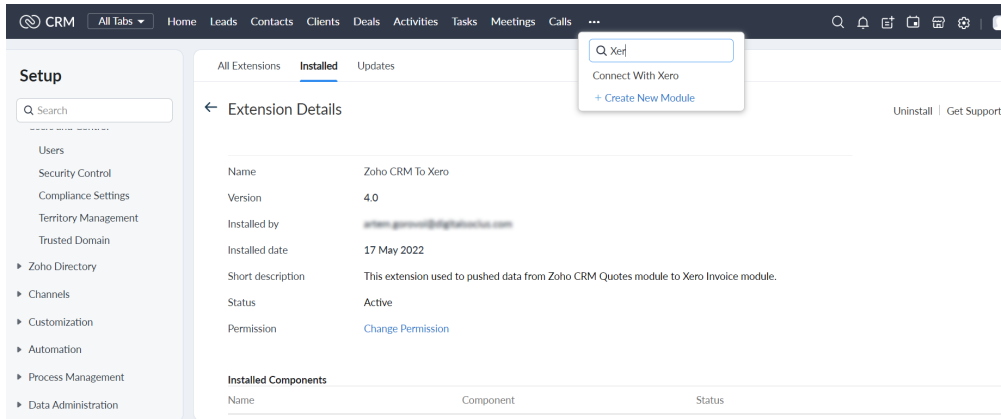 CRM All Tabs Home Leads Contacts Clients Deals Activities Tasks Meetings Calls ...
Xer
Connect With Xero
+ Create New Module
Setup
Search
Users
Security Control
Compliance Settings
Territory Management
Trusted Domain
Zoho Directory
Channels
Customization
Automation
Process Management
Data Administration
All Extensions Installed Updates
Extension Details
Uninstall Get Support
Name Zoho CRM To Xero
Version 4.0
Installed by
Installed date 17 May 2022
Short description This extension used to pushed data from Zoho CRM Quotes module to Xero Invoice module.
Status Active
Permission Change Permission
Installed Components
Name Component Status